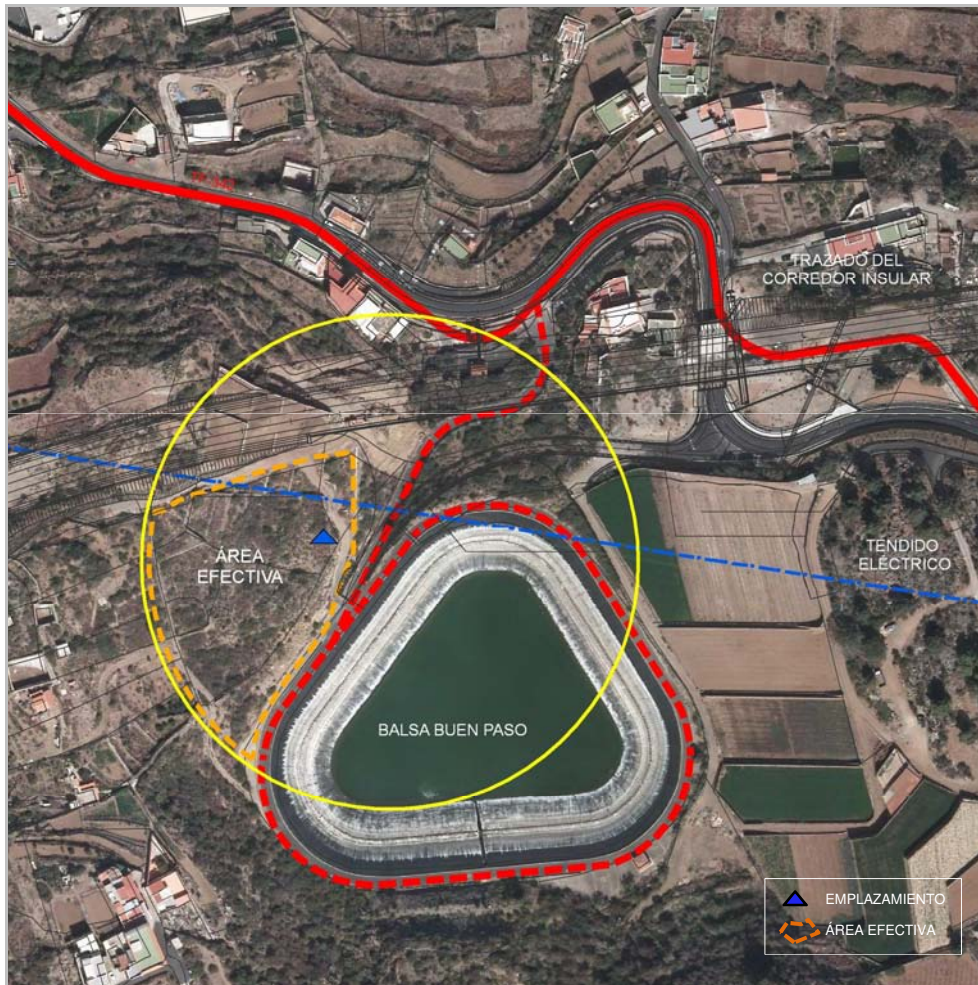 TRAZADO DEL
CORREDOR INSULAR
ÁREA
EFECTIVA
TENDIDO
ELÉCTRICO
BALSA BUEN PASO
EMPLAZAMIENTO
ÁREA EFECTIVA